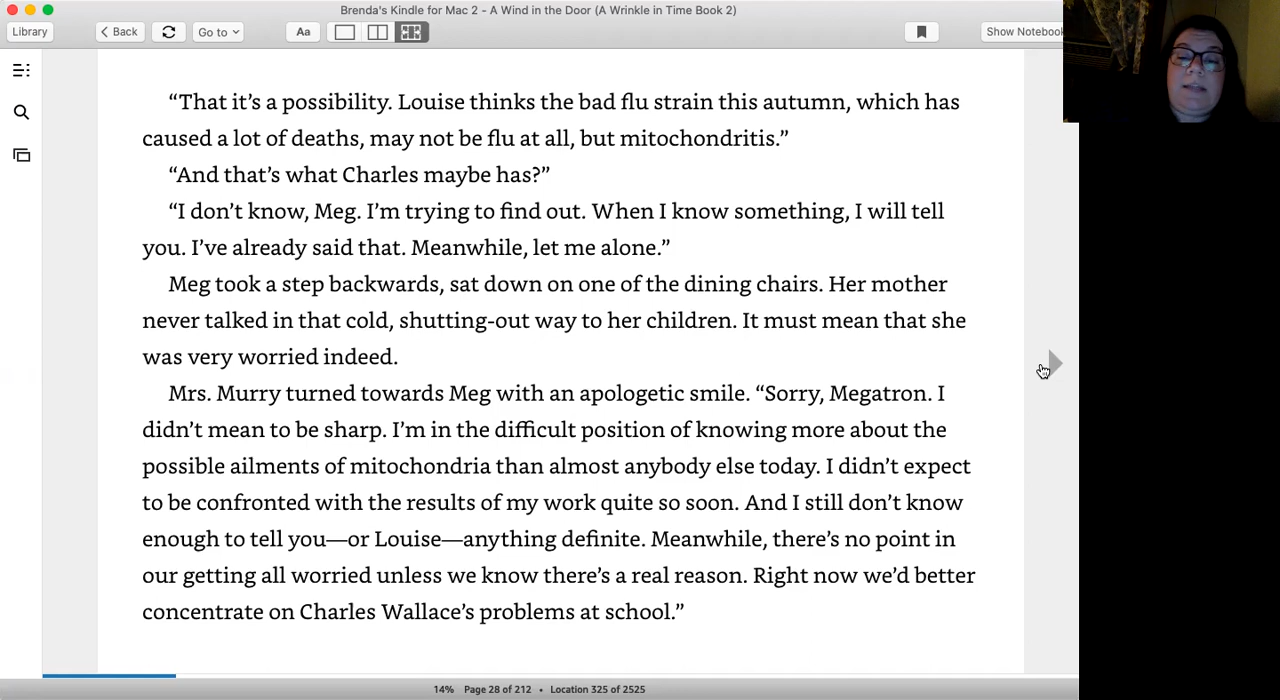 Brenda's Kindle for Mac 2 - A Wind in the Door (A Wrinkle in Time Book 2)
Library
Back
Go to
Aa
Show Notebook
“That it’s a possibility. Louise thinks the bad flu strain this autumn, which has
caused a lot of deaths, may not be flu at all, but mitochondritis.”
“And that’s what Charles maybe has?”
“I don’t know, Meg. I’m trying to find out. When I know something, I will tell
you. I’ve already said that. Meanwhile, let me alone.”
Meg took a step backwards, sat down on one of the dining chairs. Her mother
never talked in that cold, shutting-out way to her children. It must mean that she
was very worried indeed.
Mrs. Murry turned towards Meg with an apologetic smile. “Sorry, Megatron. I
didn’t mean to be sharp. I’m in the difficult position of knowing more about the
possible ailments of mitochondria than almost anybody else today. I didn’t expect
to be confronted with the results of my work quite so soon. And I still don’t know
enough to tell you—or Louise—anything definite. Meanwhile, there’s no point in
our getting all worried unless we know there’s a real reason. Right now we’d better
concentrate on Charles Wallace’s problems at school.”
14% Page 28 of 212 • Location 325 of 2525